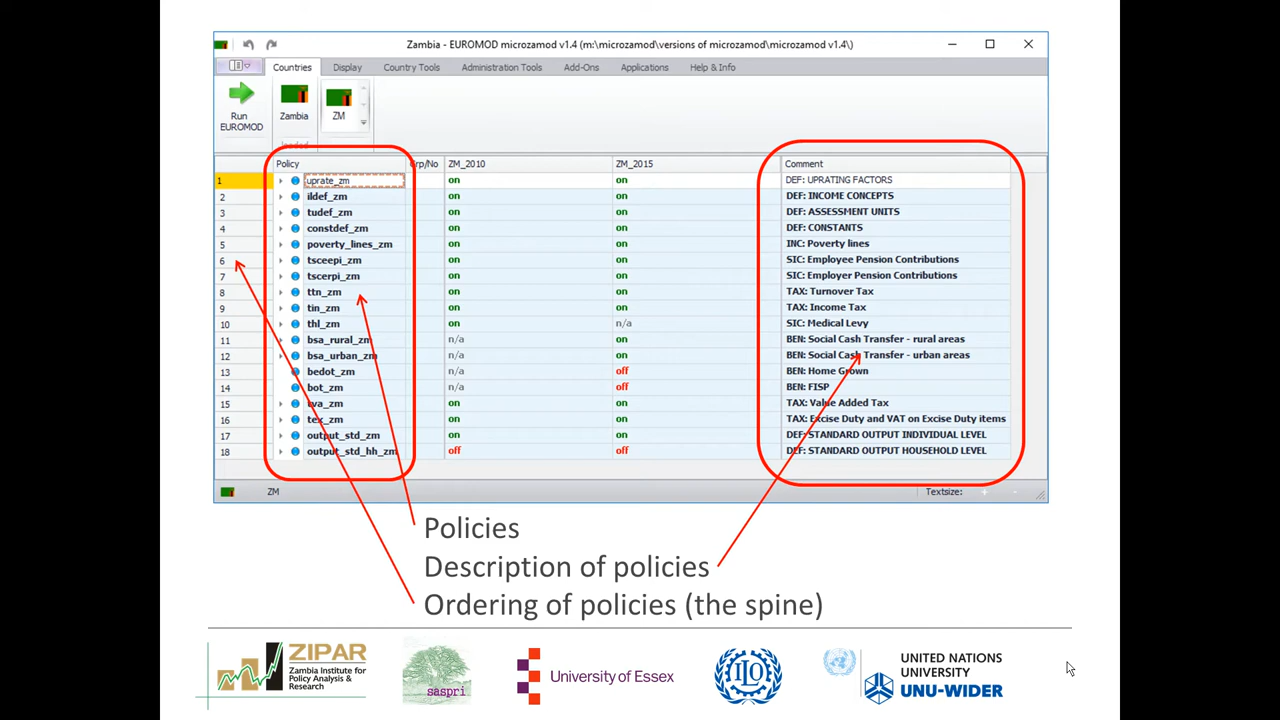 Zambia - EUROMOD microzamod v1.4 (m:\microzamod\versions of microzamod\microzamod v1.4\)
Countries Display Country Tools Administration Tools Add-Ons Applications Help & Info
Run EUROMOD
Zambia
ZM
loaded
Policy Grp/No ZM_2010 ZM_2015 Comment
1 uprate_zm on on DEF: UPRATING FACTORS
2 ildef_zm on on DEF: INCOME CONCEPTS
3 tudef_zm on on DEF: ASSESSMENT UNITS
4 constdef_zm on on DEF: CONSTANTS
5 poverty_lines_zm on on INC: Poverty lines
6 tsceepi_zm on on SIC: Employee Pension Contributions
7 tscerpi_zm on on SIC: Employer Pension Contributions
8 ttn_zm on on TAX: Turnover Tax
9 tin_zm on on TAX: Income Tax
10 thl_zm on n/a SIC: Medical Levy
11 bsa_rural_zm n/a on BEN: Social Cash Transfer - rural areas
12 bsa_urban_zm n/a on BEN: Social Cash Transfer - urban areas
13 bedot_zm n/a off BEN: Home Grown
14 bot_zm n/a off BEN: FISP
15 tva_zm on on TAX: Value Added Tax
16 tex_zm on on TAX: Excise Duty and VAT on Excise Duty items
17 output_std_zm on on DEF: STANDARD OUTPUT INDIVIDUAL LEVEL
18 output_std_hh_zm off off DEF: STANDARD OUTPUT HOUSEHOLD LEVEL
ZM Textsize: + -
Policies
Description of policies
Ordering of policies (the spine)
ZIPAR
Zambia Institute for
Policy Analysis &
Research
saspri
University of Essex
ILO
UNITED NATIONS
UNIVERSITY
UNU-WIDER